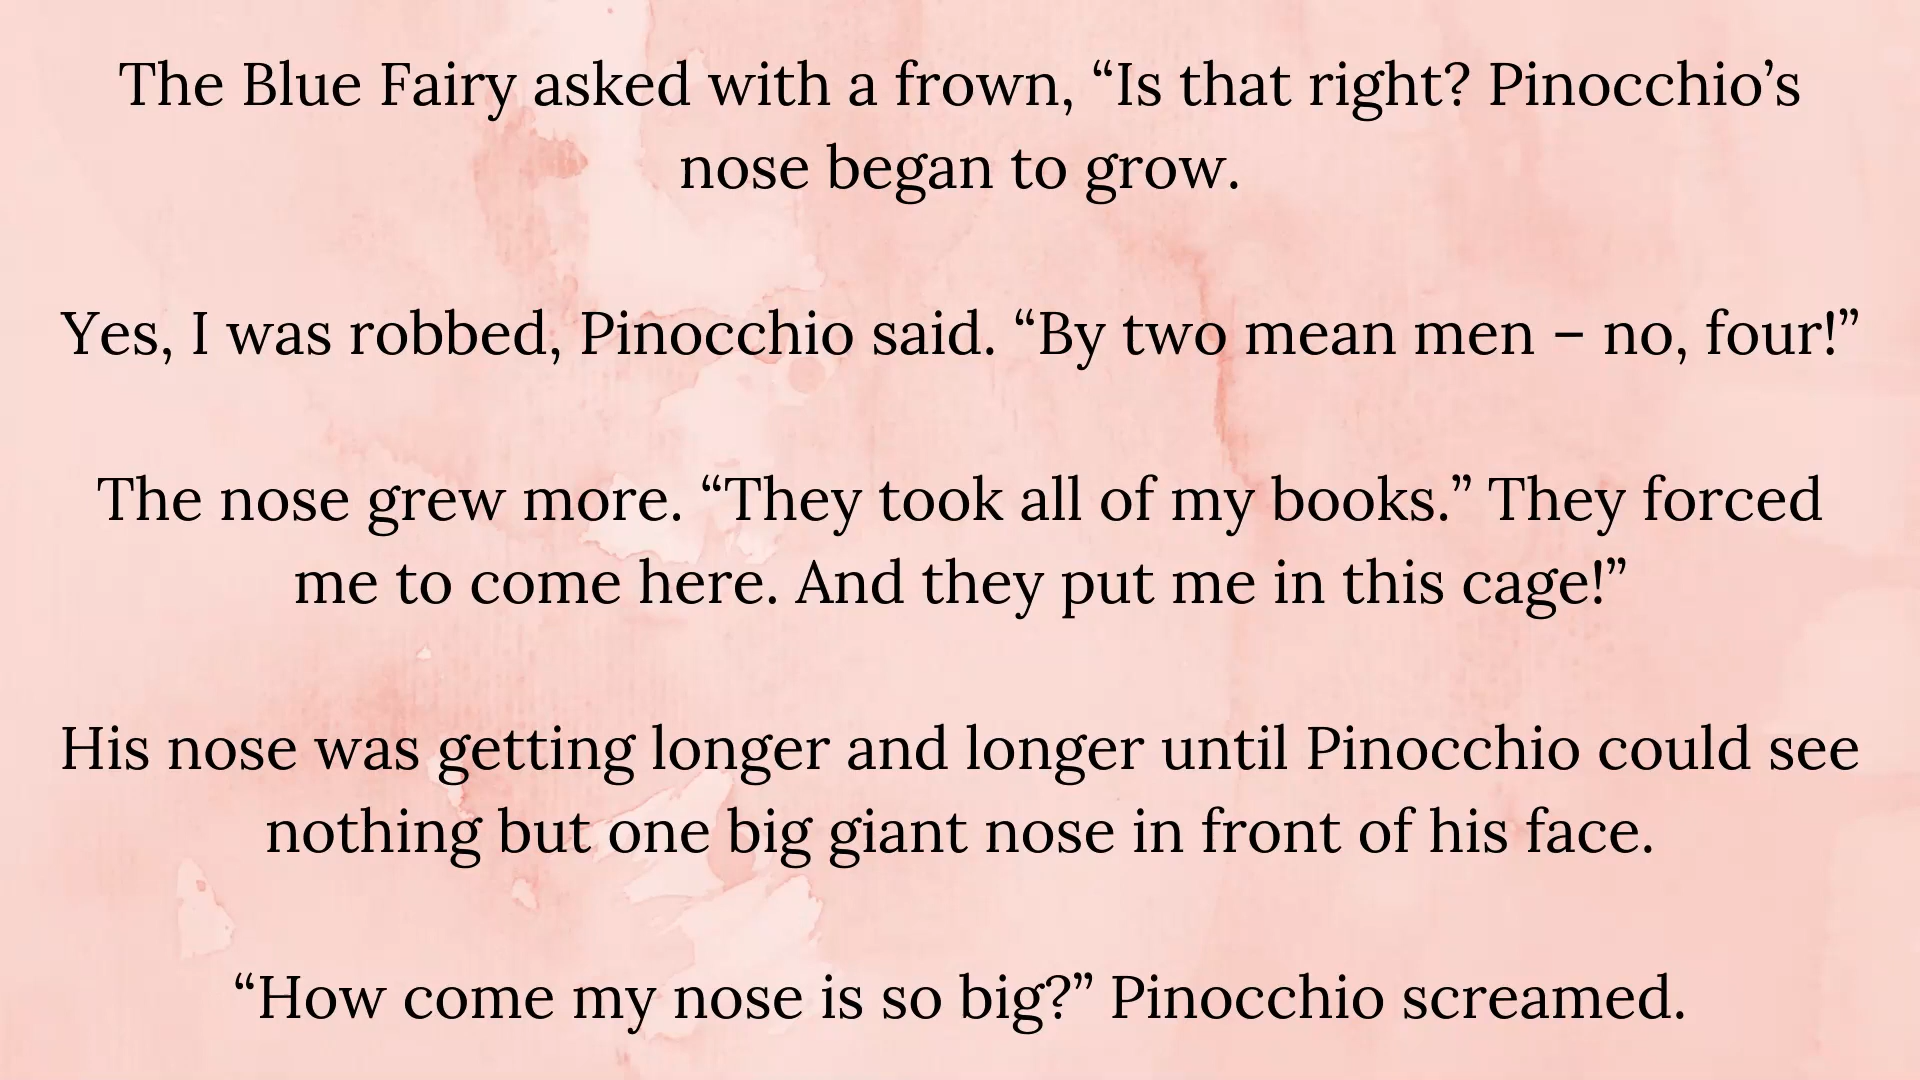 The Blue Fairy asked with a frown, “Is that right? Pinocchio’s
nose began to grow.
Yes, I was robbed, Pinocchio said. “By two mean men – no, four!”
The nose grew more. “They took all of my books.” They forced
me to come here. And they put me in this cage!”
His nose was getting longer and longer until Pinocchio could see
nothing but one big giant nose in front of his face.
“How come my nose is so big?” Pinocchio screamed.